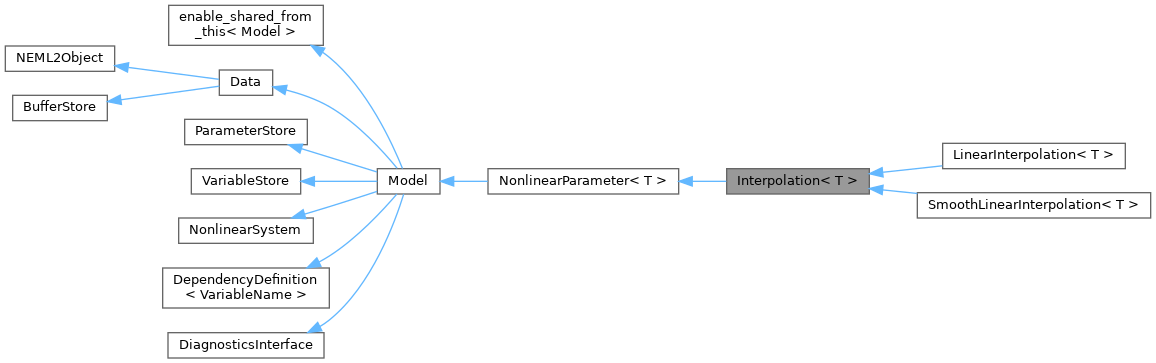 enable_shared_from
_this< Model >
NEML2Object
Data
BufferStore
ParameterStore
VariableStore
Model
NonlinearParameter< T >
Interpolation< T >
LinearInterpolation< T >
SmoothLinearInterpolation< T >
NonlinearSystem
DependencyDefinition
< VariableName >
DiagnosticsInterface